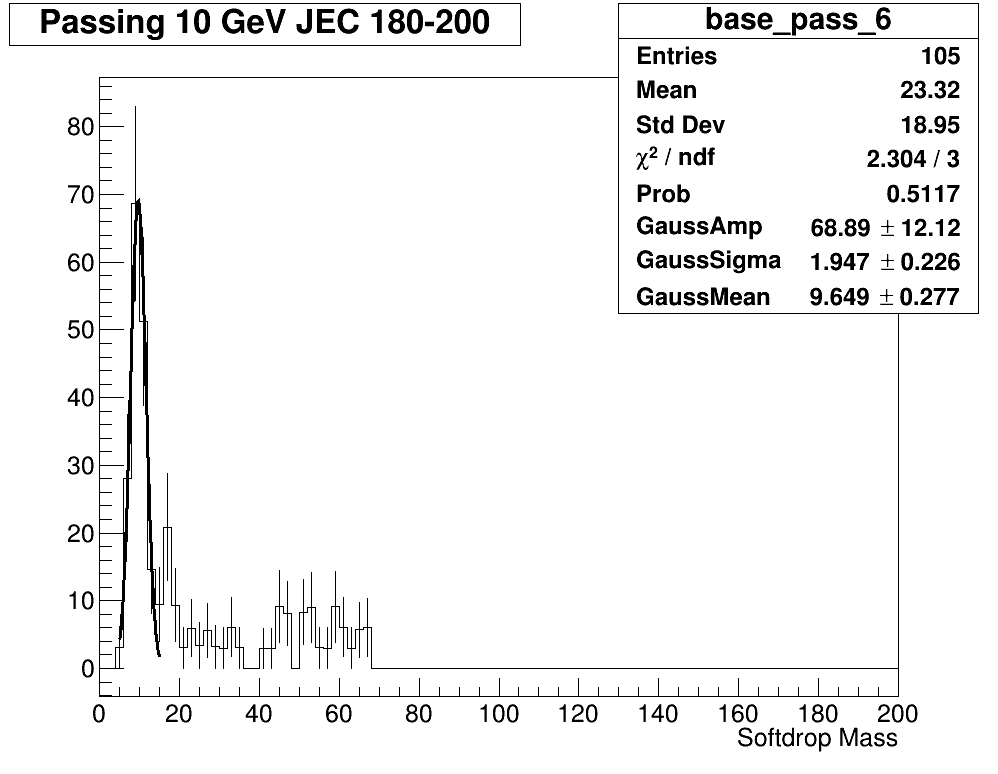 Passing 10 GeV JEC 180-200
base_pass_6
Entries 105
Mean 23.32
Std Dev 18.95
χ² / ndf 2.304 / 3
Prob 0.5117
GaussAmp 68.89 ± 12.12
GaussSigma 1.947 ± 0.226
GaussMean 9.649 ± 0.277
80
70
60
50
40
30
20
10
0
0 20 40 60 80 100 120 140 160 180 200
Softdrop Mass